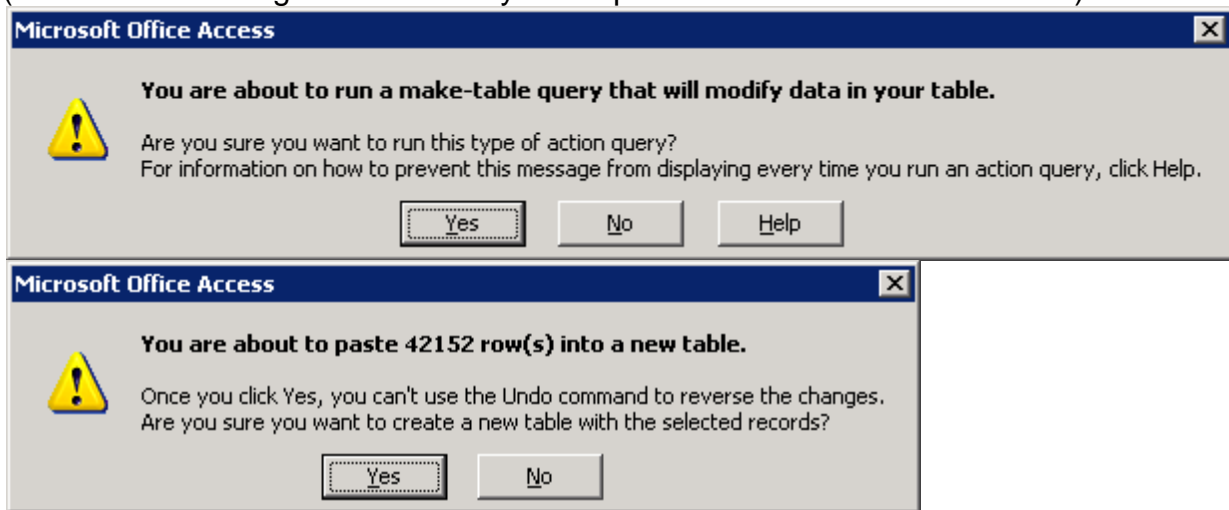 Microsoft Office Access
You are about to run a make-table query that will modify data in your table.
Are you sure you want to run this type of action query?
For information on how to prevent this message from displaying every time you run an action query, click Help.
Yes No Help
Microsoft Office Access
You are about to paste 42152 row(s) into a new table.
Once you click Yes, you can't use the Undo command to reverse the changes.
Are you sure you want to create a new table with the selected records?
Yes No